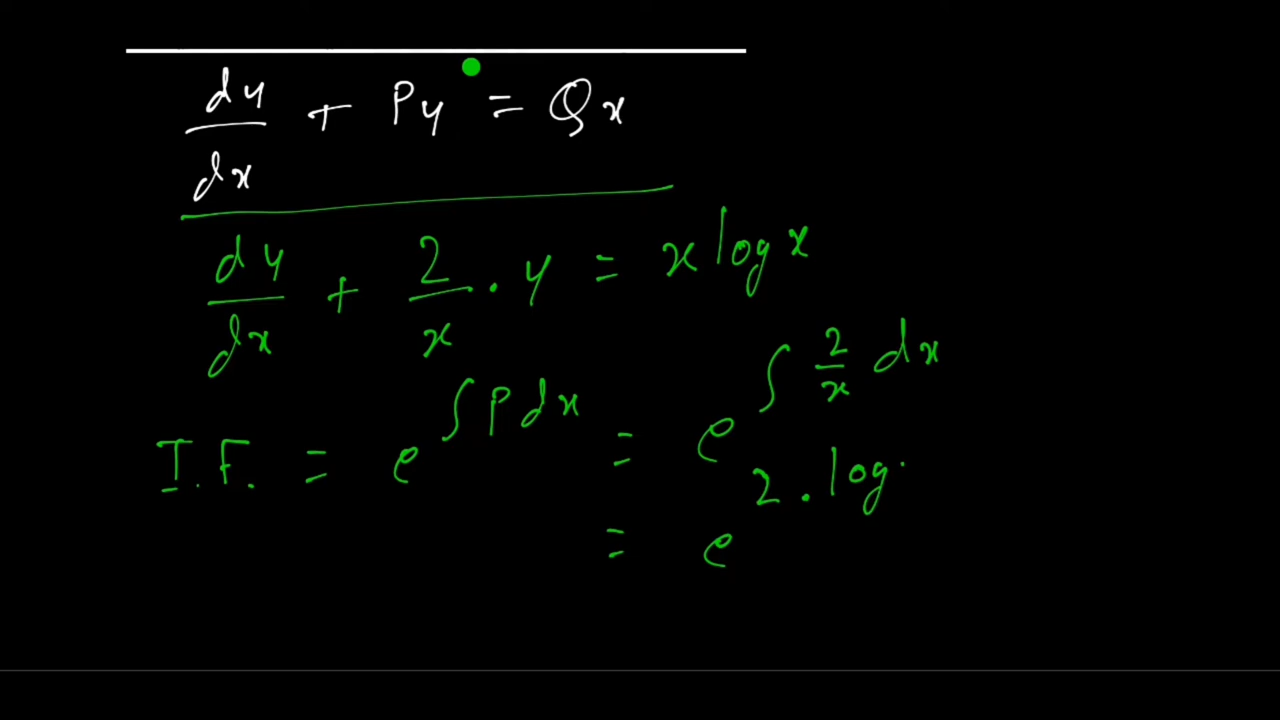 dy/dx + Py = Qx
dy/dx + 2/x . y = x log x
I.F. = e^∫P dx = e^∫ 2/x dx
= e^2 . log